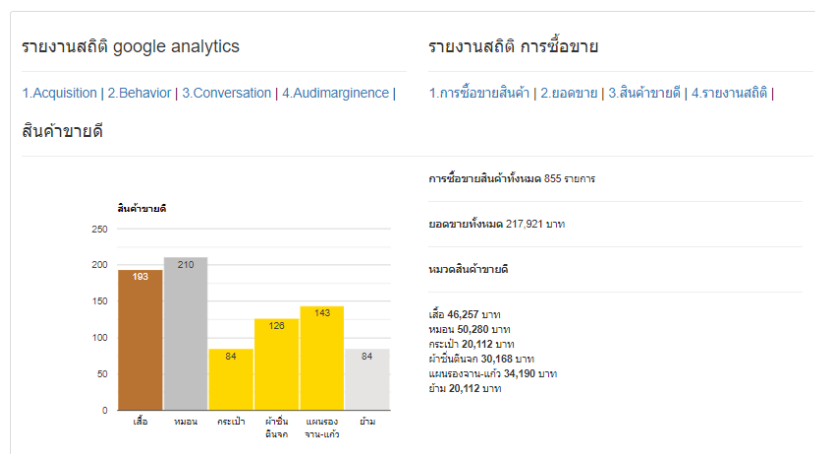 รายงานสถิติ google analytics
รายงานสถิติ การซื้อขาย
1.Acquisition | 2.Behavior | 3.Conversation | 4.Audimarginence |
1.การซื้อขายสินค้า | 2.ยอดขาย | 3.สินค้าขายดี | 4.รายงานสถิติ |
สินค้าขายดี
การซื้อขายสินค้าทั้งหมด 855 รายการ
ยอดขายทั้งหมด 217,921 บาท
หมวดสินค้าขายดี
เสื้อ 46,257 บาท
หมอน 50,280 บาท
กระเป๋า 20,112 บาท
ผ้าซิ่นตีนจก 30,168 บาท
แผนรองจาน-แก้ว 34,190 บาท
ย่าม 20,112 บาท
สินค้าขายดี
250
200
150
100
50
0
193
210
84
126
143
84
เสื้อ
หมอน
กระเป๋า
ผ้าซิ่น
ตีนจก
แผนรอง
จาน-แก้ว
ย่าม